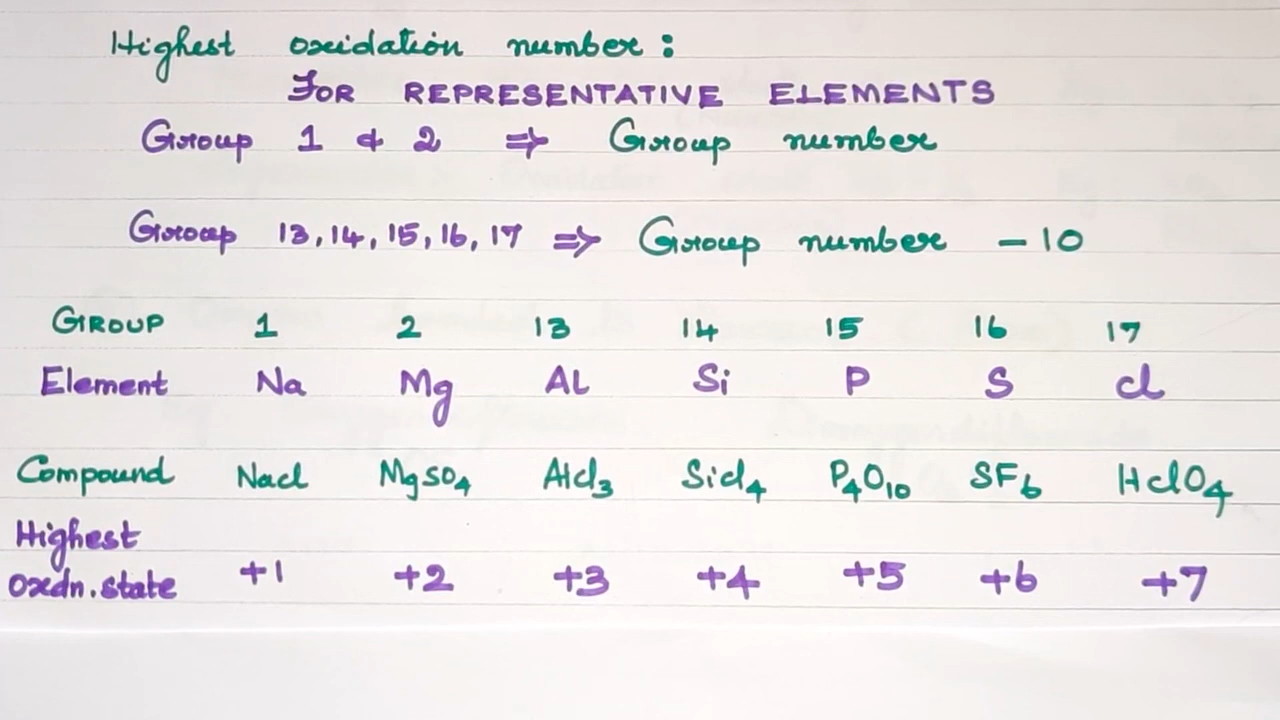 Highest oxidation number:
FOR REPRESENTATIVE ELEMENTS
Group 1 & 2 ⇒ Group number
Group 13, 14, 15, 16, 17 ⇒ Group number - 10
GROUP 1 2 13 14 15 16 17
Element Na Mg AL Si P S Cl
Compound NaCl MgSO4 AlCl3 SiCl4 P4O10 SF6 HClO4
Highest
oxdn. state +1 +2 +3 +4 +5 +6 +7